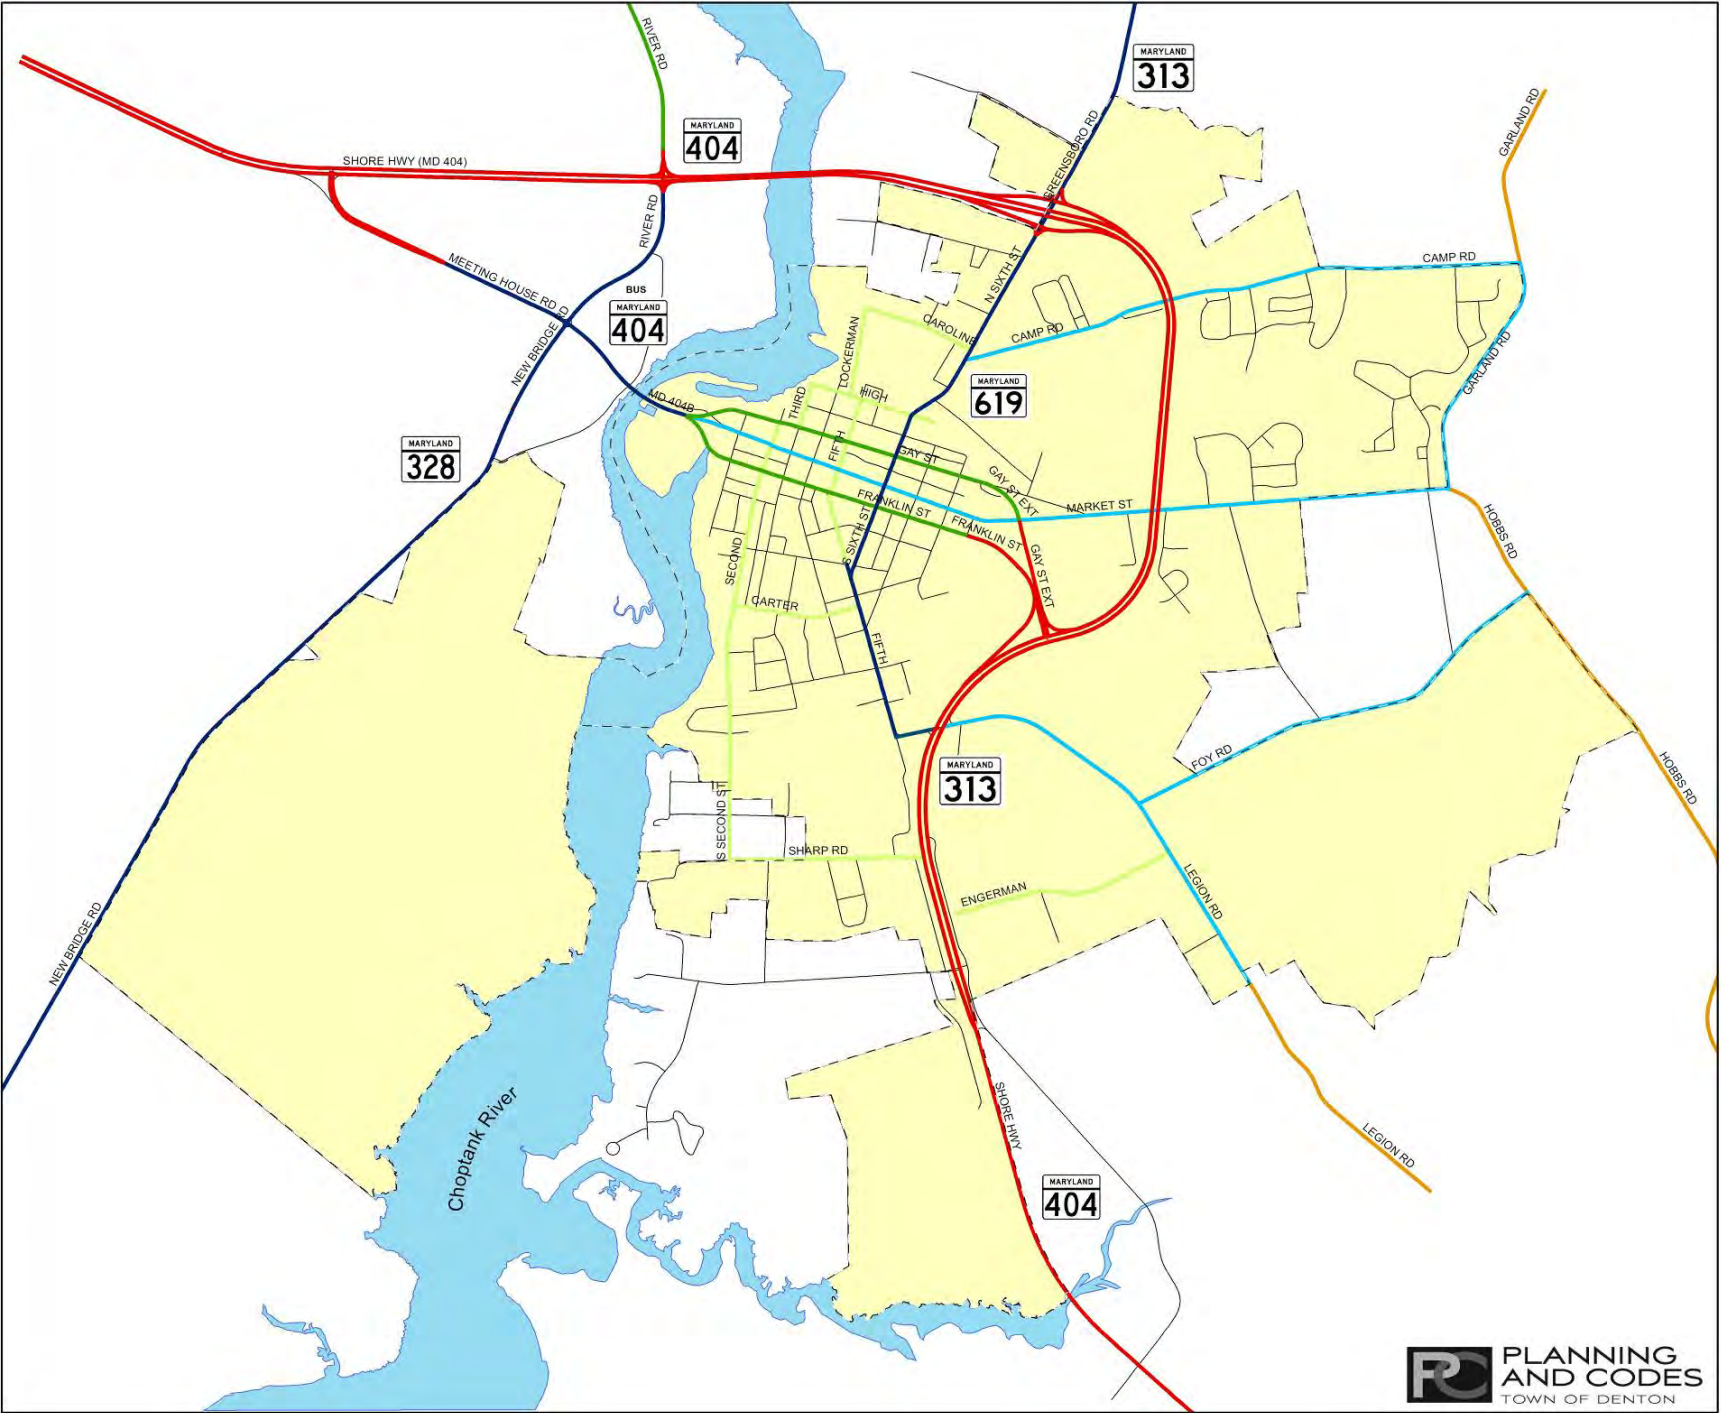 RIVER RD
MARYLAND
313
GARLAND RD
MARYLAND
404
GREENSBORO RD
SHORE HWY (MD 404)
RIVER RD
MEETING HOUSE RD
CAMP RD
N SIXTH ST
BUS
MARYLAND
404
NEW BRIDGE RD
CAROLINE
CAMP RD
LOCKERMAN
GARLAND RD
MARYLAND
619
MD 404B
THIRD
HIGH
FIFTH
GAY ST
MARYLAND
328
GAY ST EXT
FRANKLIN ST
MARKET ST
FRANKLIN ST
HOBBS RD
S SIXTH ST
SECOND
GAY ST EXT
CARTER
FIFTH
FOY RD
MARYLAND
313
HOBBS RD
S SECOND ST
SHARP RD
ENGERMAN
LEGION RD
NEW BRIDGE RD
Choptank River
SHORE HWY
LEGION RD
MARYLAND
404
PC
PLANNING
AND CODES
TOWN OF DENTON